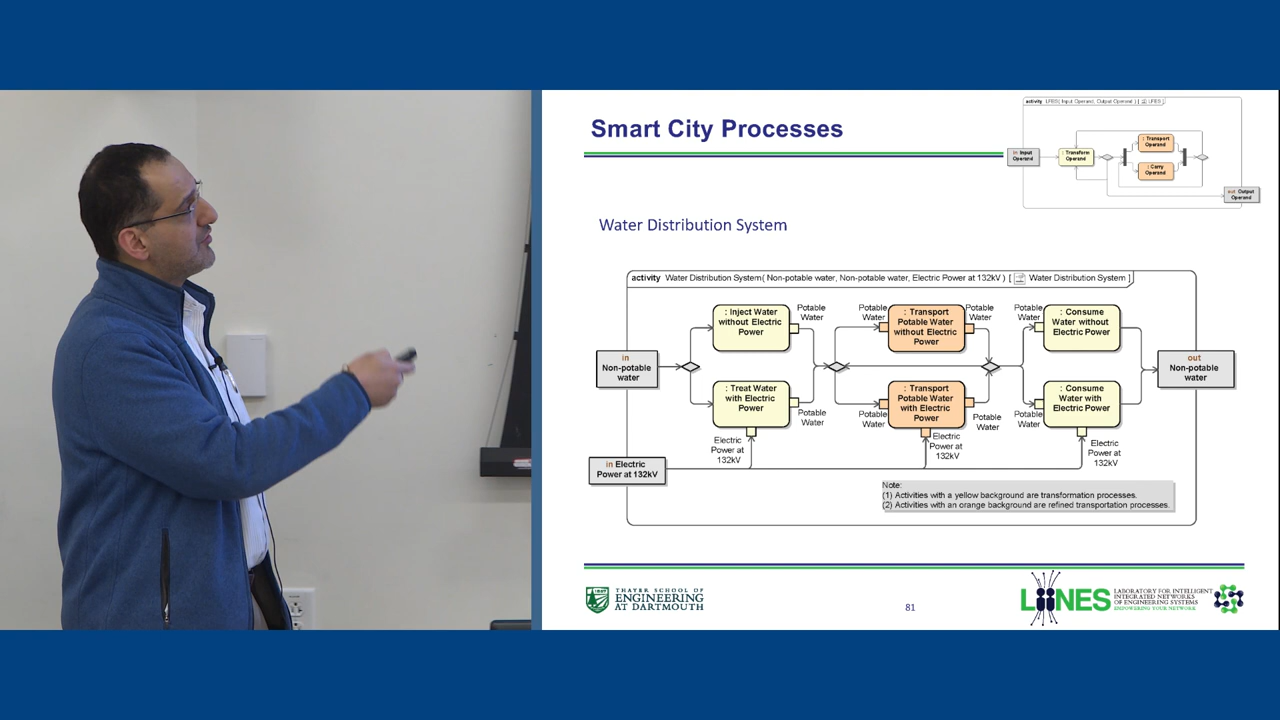 Smart City Processes
activity LFES( Input Operand, Output Operand ) [ LFES ]
in Input
Operand
: Transform
Operand
: Transport
Operand
: Carry
Operand
out Output
Operand
Water Distribution System
activity Water Distribution System( Non-potable water, Non-potable water, Electric Power at 132kV ) [ Water Distribution System ]
in
Non-potable
water
: Inject Water
without Electric
Power
Potable
Water
: Treat Water
with Electric
Power
Potable
Water
Electric
Power at
132kV
Potable
Water
: Transport
Potable Water
without Electric
Power
Potable
Water
Potable
Water
: Transport
Potable Water
with Electric
Power
Potable
Water
Electric
Power at
132kV
Potable
Water
: Consume
Water without
Electric Power
Potable
Water
: Consume
Water with
Electric Power
Electric
Power at
132kV
out
Non-potable
water
in Electric
Power at 132kV
Note:
(1) Activities with a yellow background are transformation processes.
(2) Activities with an orange background are refined transportation processes.
THAYER SCHOOL OF
ENGINEERING
AT DARTMOUTH
81
LIINES
LABORATORY FOR INTELLIGENT
INTEGRATED NETWORKS
OF ENGINEERING SYSTEMS
EMPOWERING YOUR NETWORK